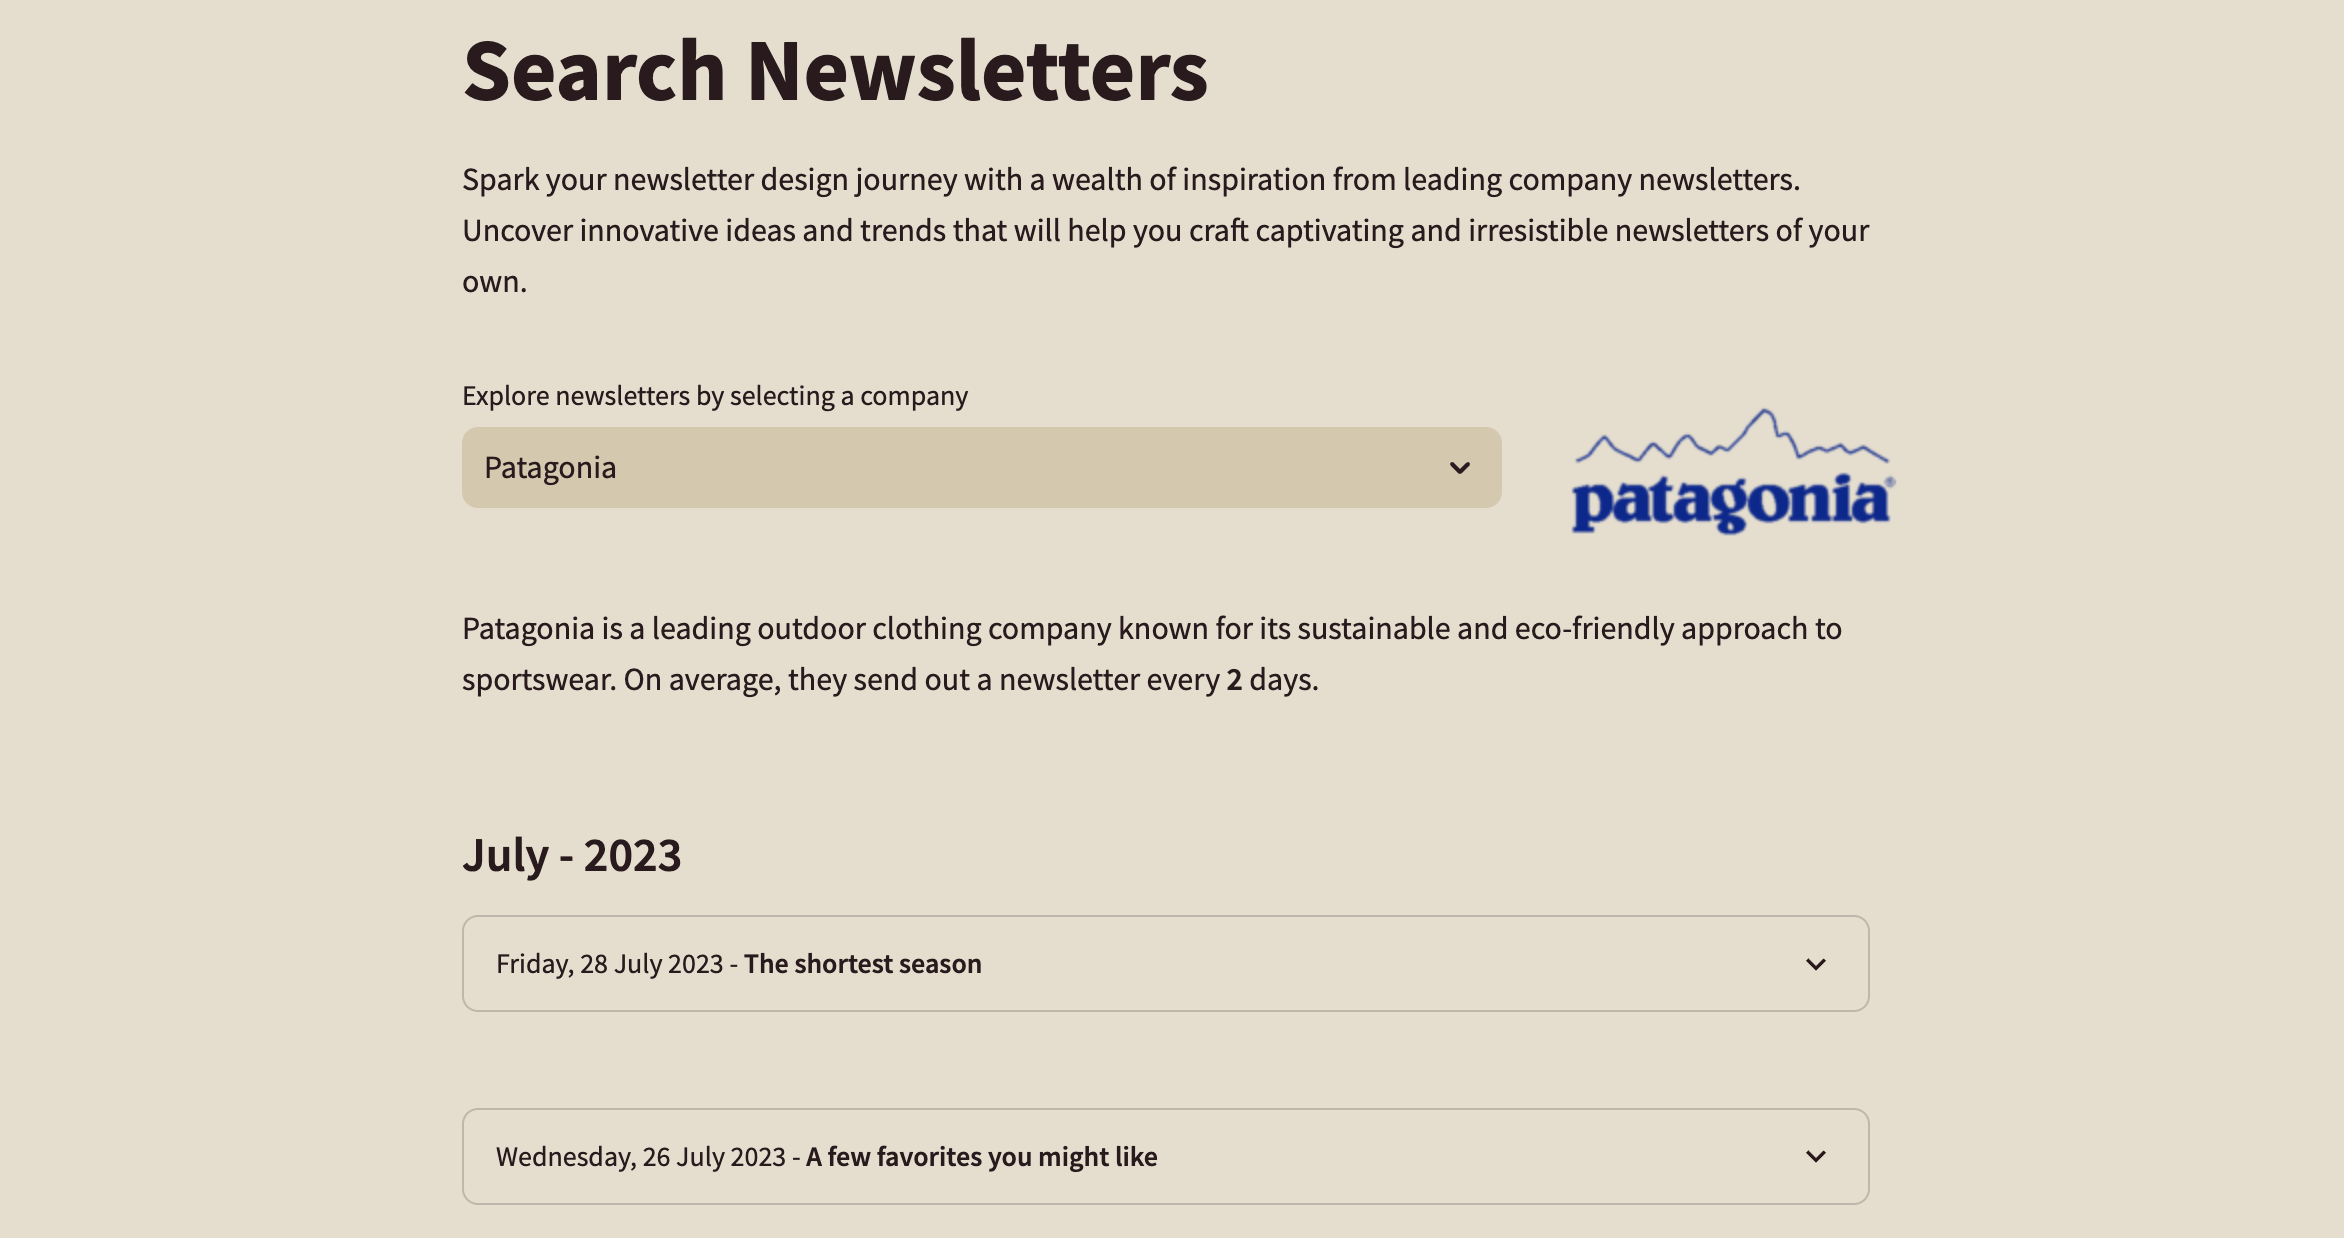 Search Newsletters
Spark your newsletter design journey with a wealth of inspiration from leading company newsletters.
Uncover innovative ideas and trends that will help you craft captivating and irresistible newsletters of your
own.
Explore newsletters by selecting a company
Patagonia
patagonia®
Patagonia is a leading outdoor clothing company known for its sustainable and eco-friendly approach to
sportswear. On average, they send out a newsletter every 2 days.
July - 2023
Friday, 28 July 2023 - The shortest season
Wednesday, 26 July 2023 - A few favorites you might like